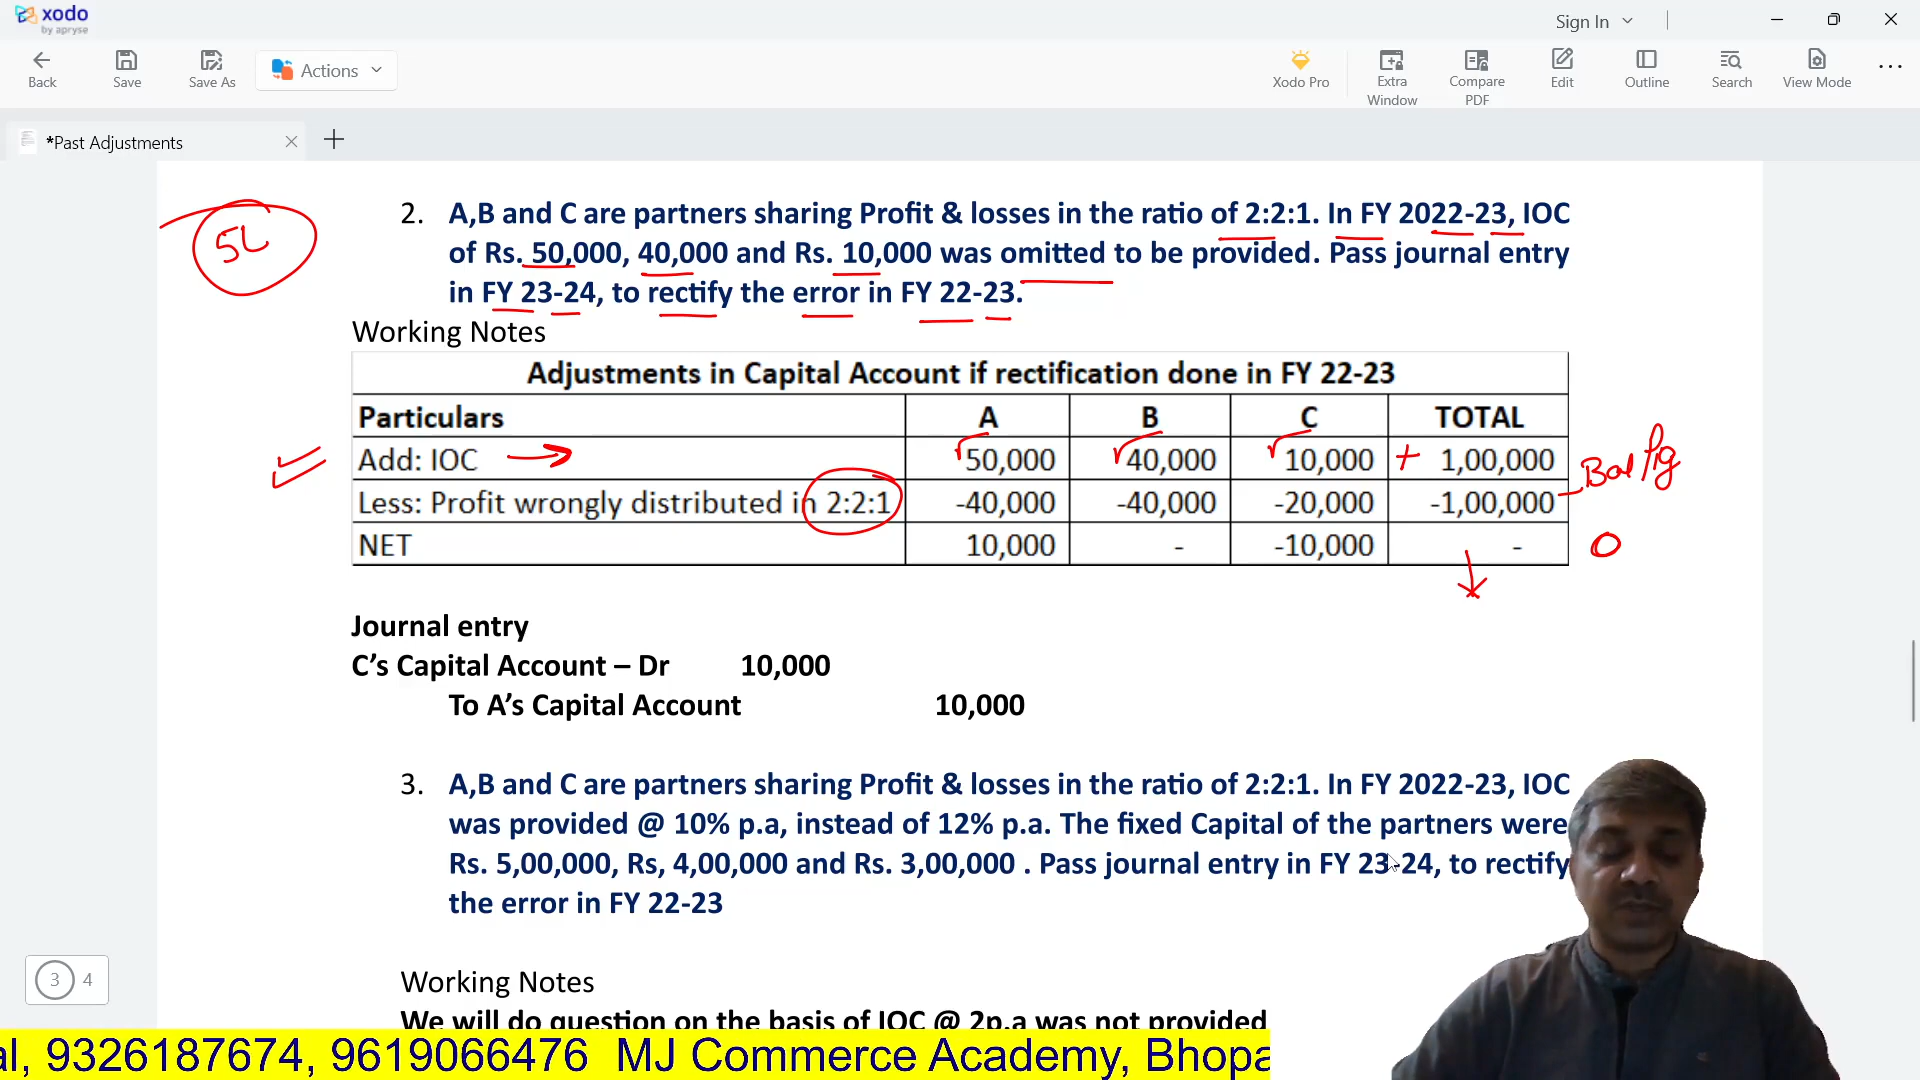 xodo
by apryse
Sign In
Back
Save
Save As
Actions
Xodo Pro
Extra Window
Compare PDF
Edit
Outline
Search
View Mode
*Past Adjustments
5L
2. A,B and C are partners sharing Profit & losses in the ratio of 2:2:1. In FY 2022-23, IOC
of Rs. 50,000, 40,000 and Rs. 10,000 was omitted to be provided. Pass journal entry
in FY 23-24, to rectify the error in FY 22-23.
Working Notes
Adjustments in Capital Account if rectification done in FY 22-23
Particulars A B C TOTAL
Add: IOC 50,000 40,000 10,000 + 1,00,000
Bal fig
Less: Profit wrongly distributed in 2:2:1 -40,000 -40,000 -20,000 -1,00,000
NET 10,000 - -10,000 - 0
Journal entry
C's Capital Account – Dr 10,000
To A's Capital Account 10,000
3. A,B and C are partners sharing Profit & losses in the ratio of 2:2:1. In FY 2022-23, IOC
was provided @ 10% p.a, instead of 12% p.a. The fixed Capital of the partners were
Rs. 5,00,000, Rs, 4,00,000 and Rs. 3,00,000 . Pass journal entry in FY 23-24, to rectify
the error in FY 22-23
Working Notes
We will do question on the basis of IOC @ 2p.a was not provided
3 4
al, 9326187674, 9619066476 MJ Commerce Academy, Bhopa